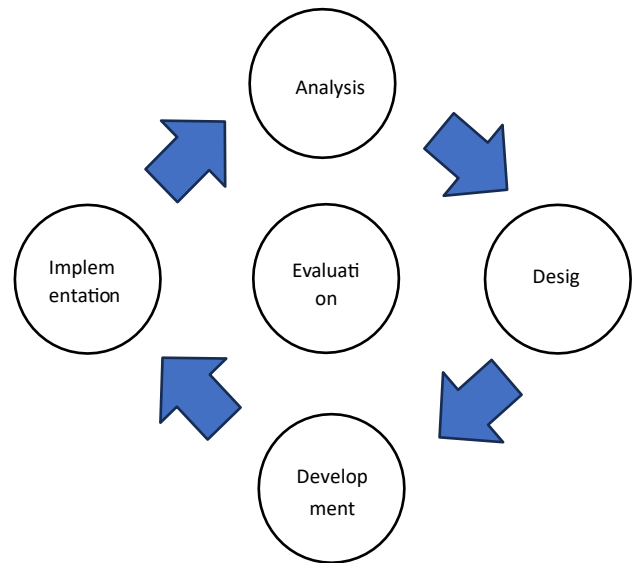 Analysis
Implem
entation
Evaluati
on
Desig
Develop
ment